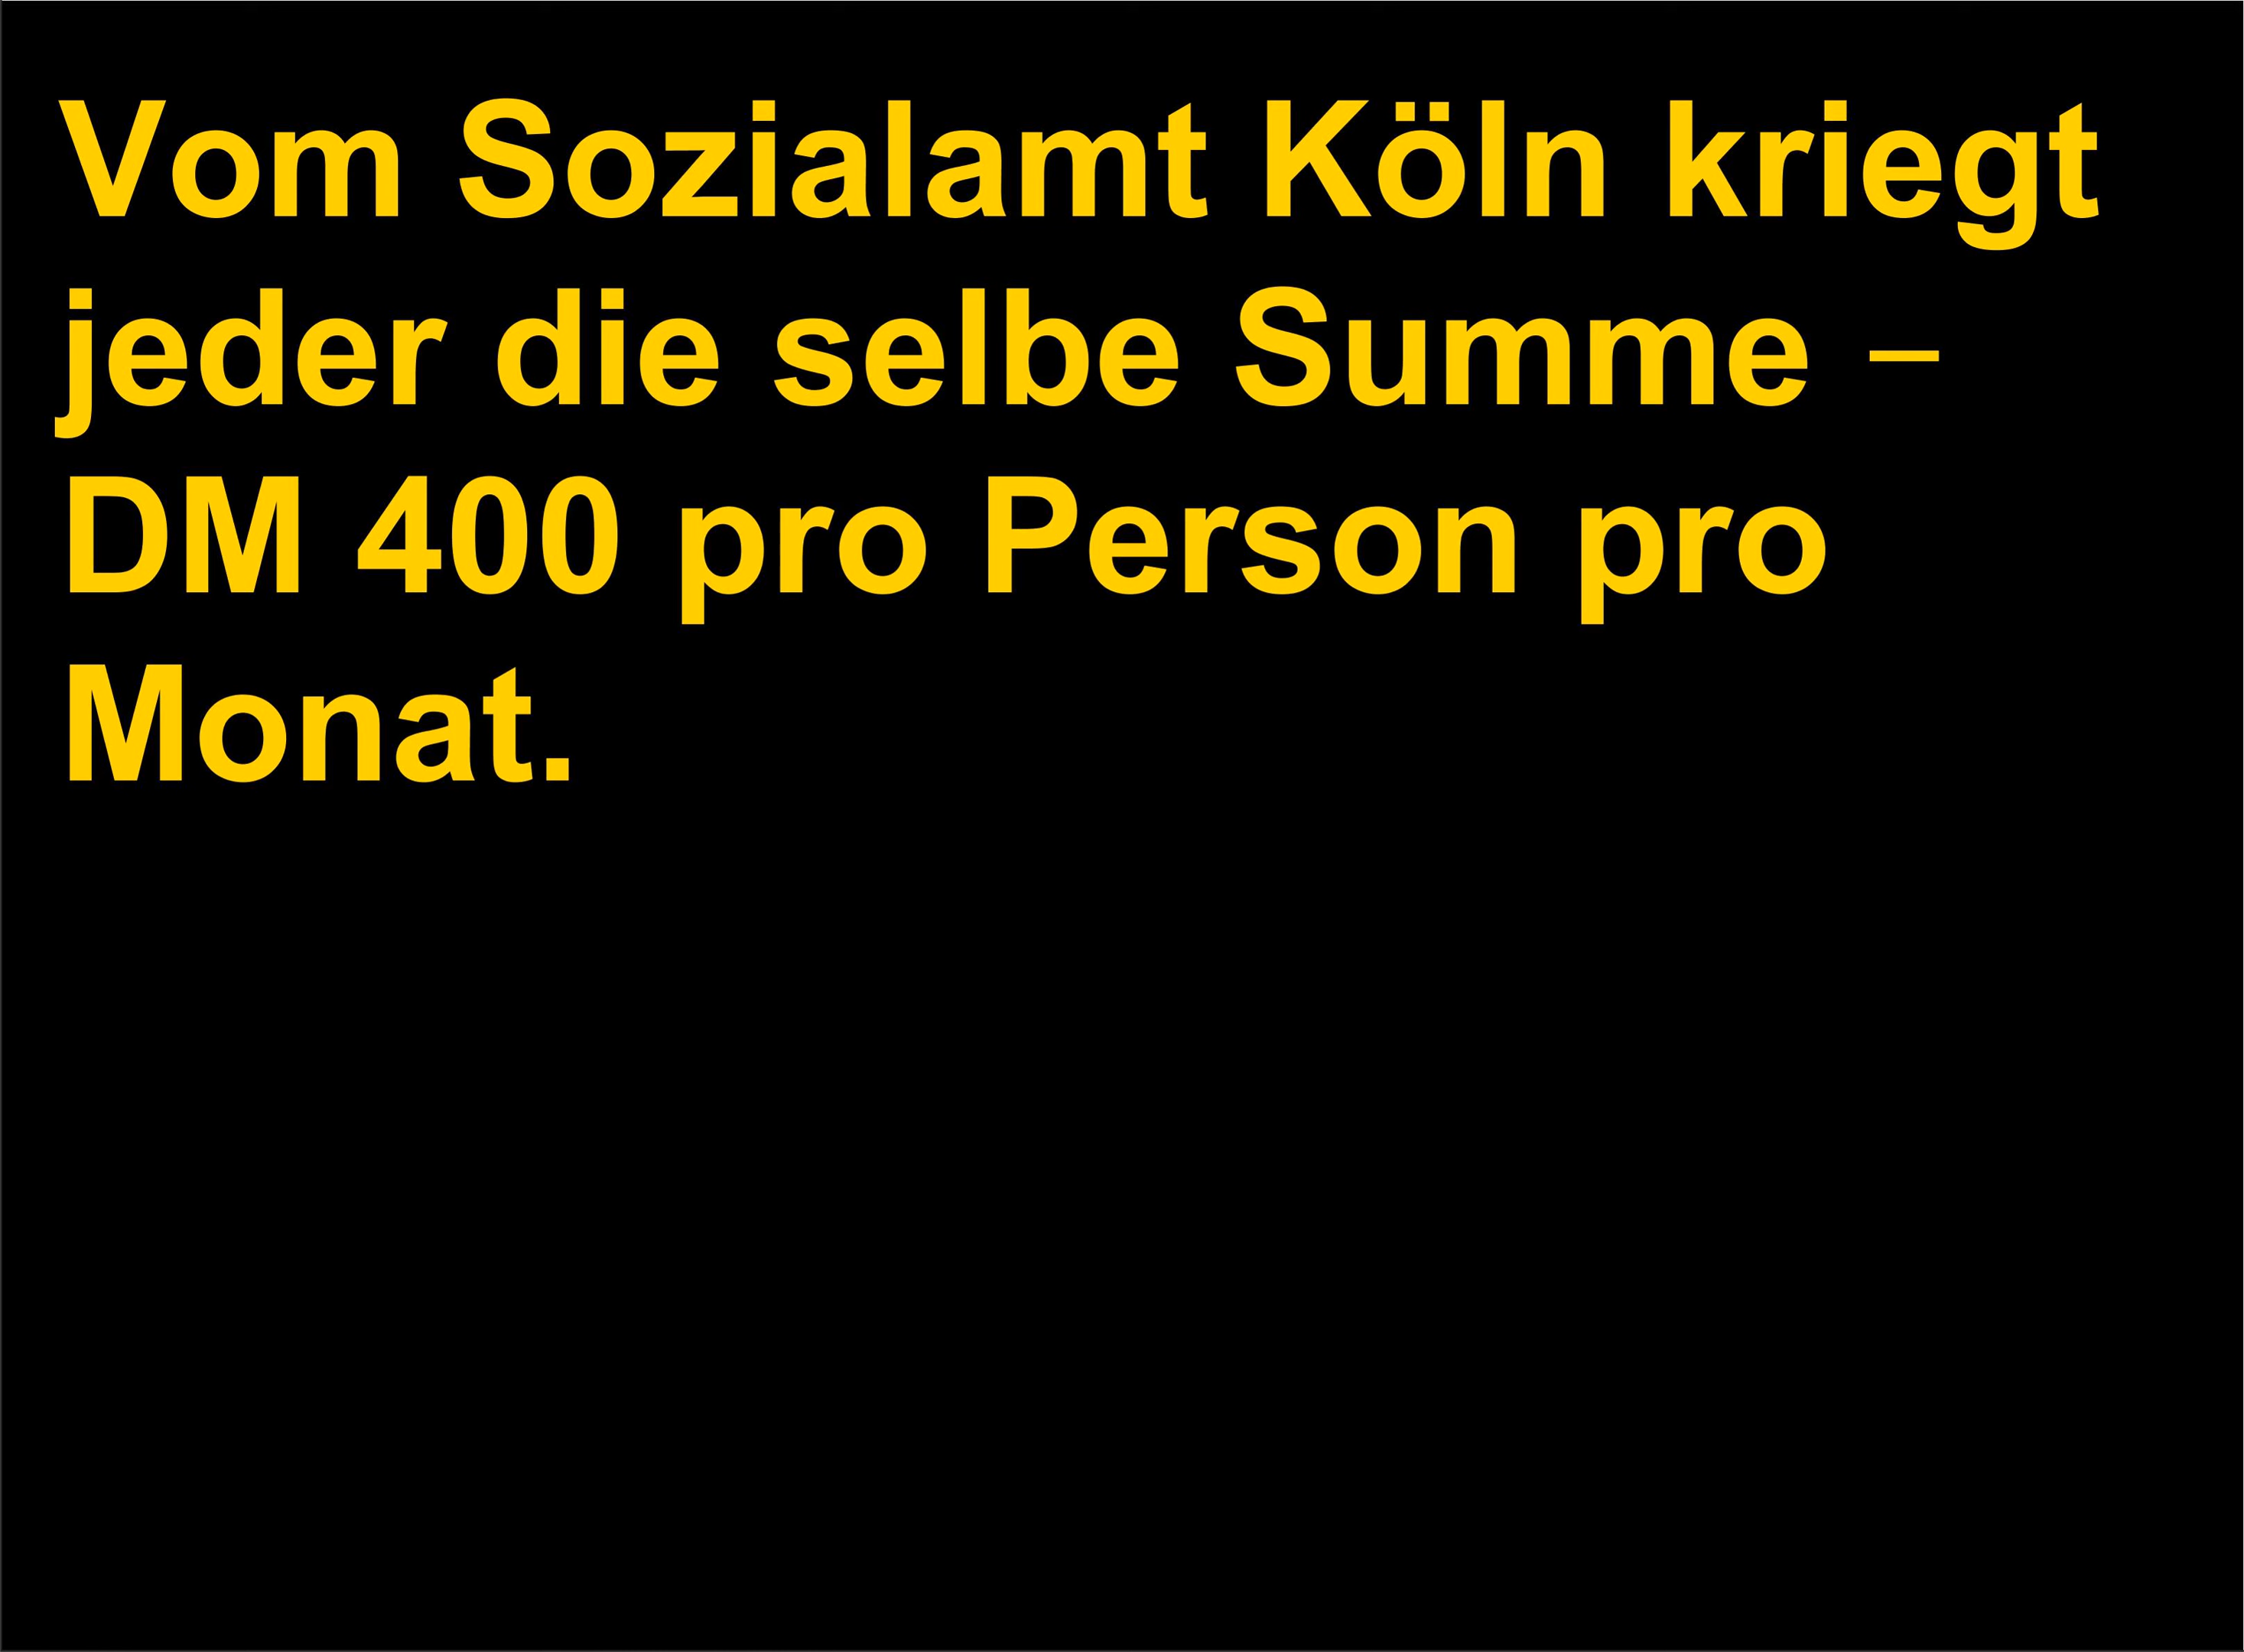 Vom Sozialamt Köln kriegt
jeder die selbe Summe –
DM 400 pro Person pro
Monat.